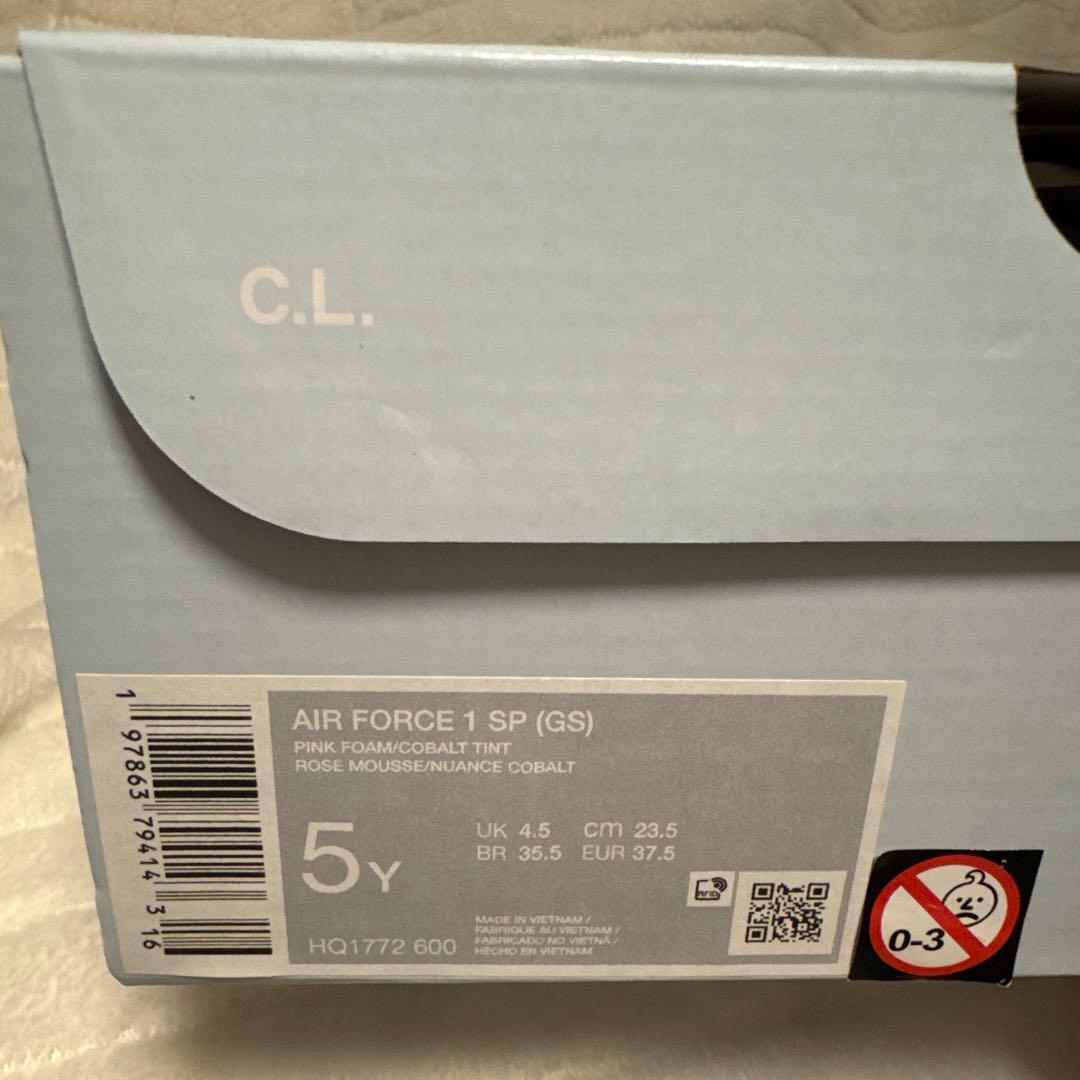 C.L.
AIR FORCE 1 SP (GS)
PINK FOAM/COBALT TINT
ROSE MOUSSE/NUANCE COBALT
5Y
UK 4.5 cm 23.5
BR 35.5 EUR 37.5
HQ1772 600
MADE IN VIETNAM /
FABRIQUE AU VIETNAM /
FABRICADO NO VIETNÃ /
HECHO EN VIETNAM
RFID
1 97863 79414 3 16
0-3